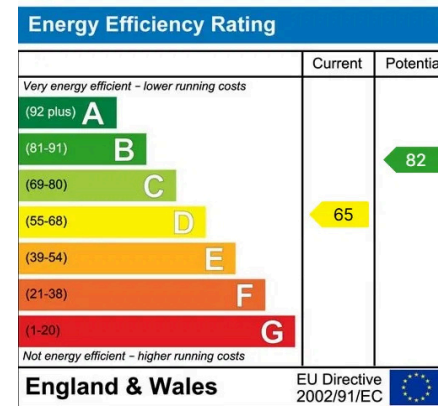 Energy Efficiency Rating
Current Potential
Very energy efficient – lower running costs
(92 plus) A
(81-91) B
82
(69-80) C
(55-68) D
65
(39-54) E
(21-38) F
(1-20) G
Not energy efficient – higher running costs
England & Wales
EU Directive
2002/91/EC